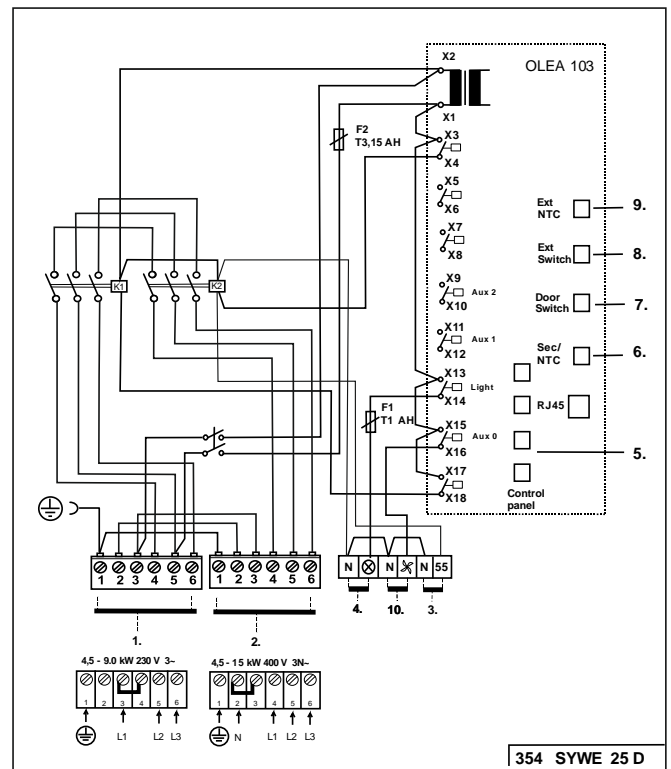 OLEA 103
X2
X1
F2
T3,15 AH
X3
X4
X5
X6
Ext
NTC
9.
X7
X8
Ext
Switch
8.
K1
K2
X9
Aux 2
X10
Door
Switch
7.
X11
Aux 1
X12
Sec/
NTC
6.
X13
Light
X14
RJ45
F1
T1 AH
X15
Aux 0
X16
5.
X17
X18
Control
panel
1 2 3 4 5 6
1 2 3 4 5 6
N N N 55
4. 10. 3.
1. 2.
4,5 - 9.0 kW 230 V 3~
4,5 - 15 kW 400 V 3N~
1 2 3 4 5 6
1 2 3 4 5 6
L1 L2 L3
N L1 L2 L3
354 SYWE 25 D